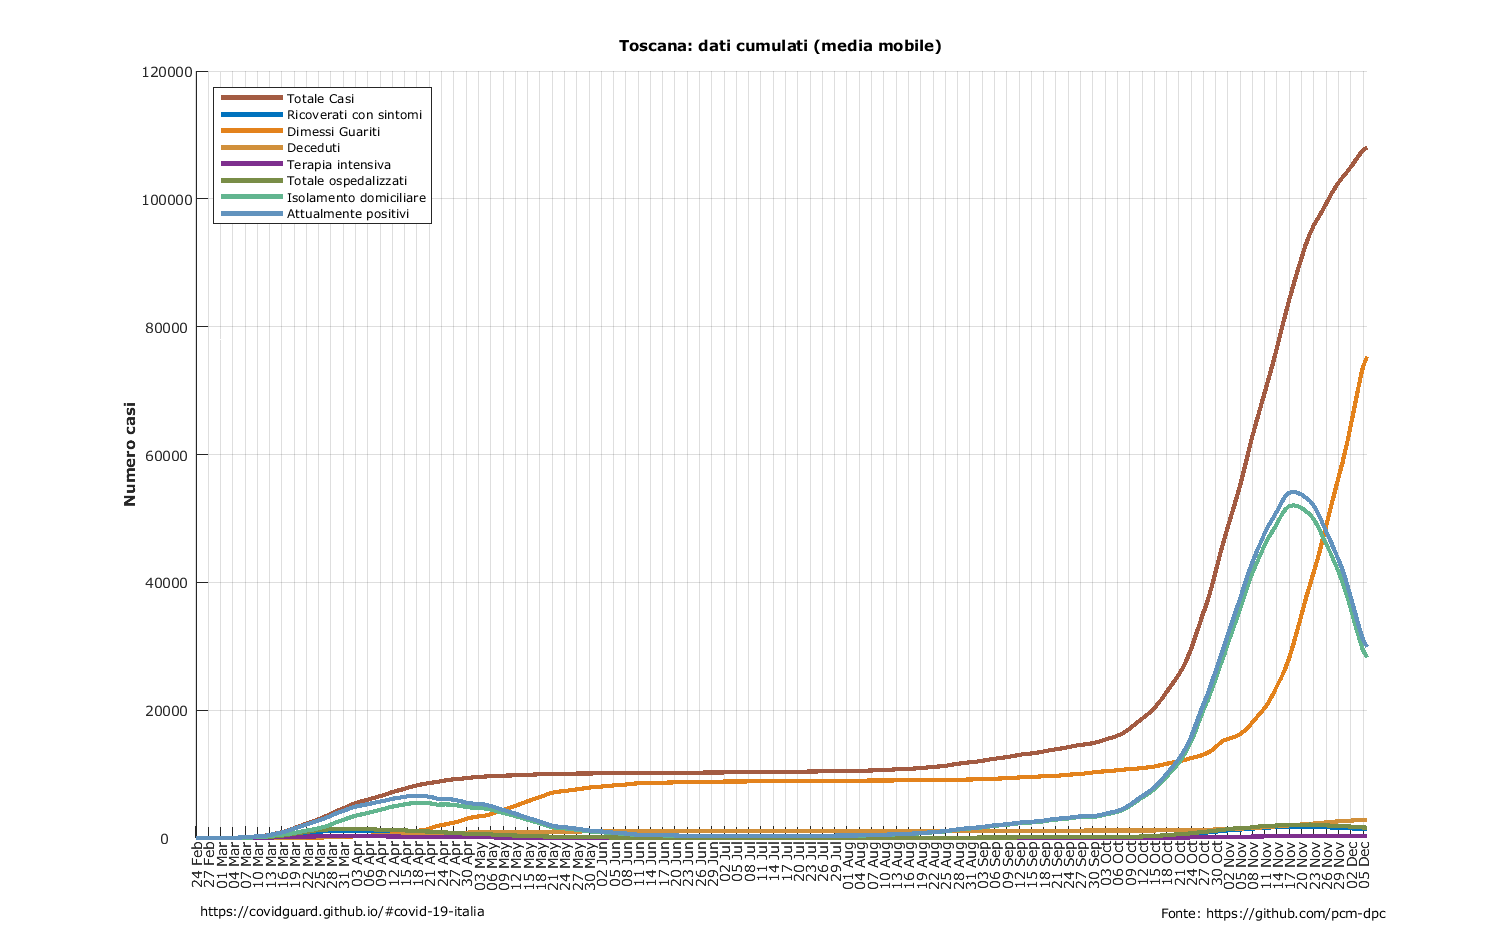 Toscana: dati cumulati (media mobile)
120000
100000
80000
60000
40000
20000
0
Numero casi
Totale Casi
Ricoverati con sintomi
Dimessi Guariti
Deceduti
Terapia intensiva
Totale ospedalizzati
Isolamento domiciliare
Attualmente positivi
24 Feb
27 Feb
01 Mar
04 Mar
07 Mar
10 Mar
13 Mar
16 Mar
19 Mar
22 Mar
25 Mar
28 Mar
31 Mar
03 Apr
06 Apr
09 Apr
12 Apr
15 Apr
18 Apr
21 Apr
24 Apr
27 Apr
30 Apr
03 May
06 May
09 May
12 May
15 May
18 May
21 May
24 May
27 May
30 May
02 Jun
05 Jun
08 Jun
11 Jun
14 Jun
17 Jun
20 Jun
23 Jun
26 Jun
29 Jun
02 Jul
05 Jul
08 Jul
11 Jul
14 Jul
17 Jul
20 Jul
23 Jul
26 Jul
29 Jul
01 Aug
04 Aug
07 Aug
10 Aug
13 Aug
16 Aug
19 Aug
22 Aug
25 Aug
28 Aug
31 Aug
03 Sep
06 Sep
09 Sep
12 Sep
15 Sep
18 Sep
21 Sep
24 Sep
27 Sep
30 Sep
03 Oct
06 Oct
09 Oct
12 Oct
15 Oct
18 Oct
21 Oct
24 Oct
27 Oct
30 Oct
02 Nov
05 Nov
08 Nov
11 Nov
14 Nov
17 Nov
20 Nov
23 Nov
26 Nov
29 Nov
02 Dec
05 Dec
https://covidguard.github.io/#covid-19-italia
Fonte: https://github.com/pcm-dpc